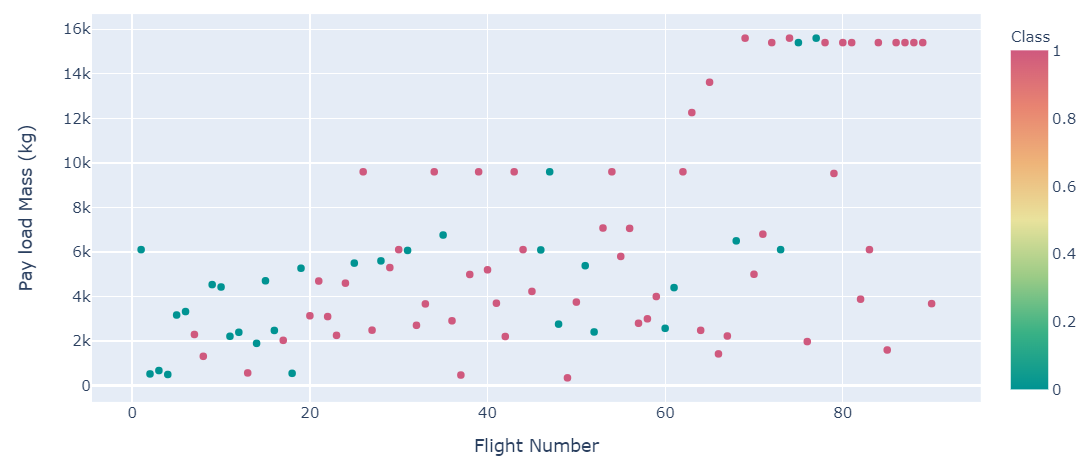 16k
14k
12k
10k
8k
6k
4k
2k
0
Pay load Mass (kg)
0
20
40
60
80
Flight Number
Class
1
0.8
0.6
0.4
0.2
0